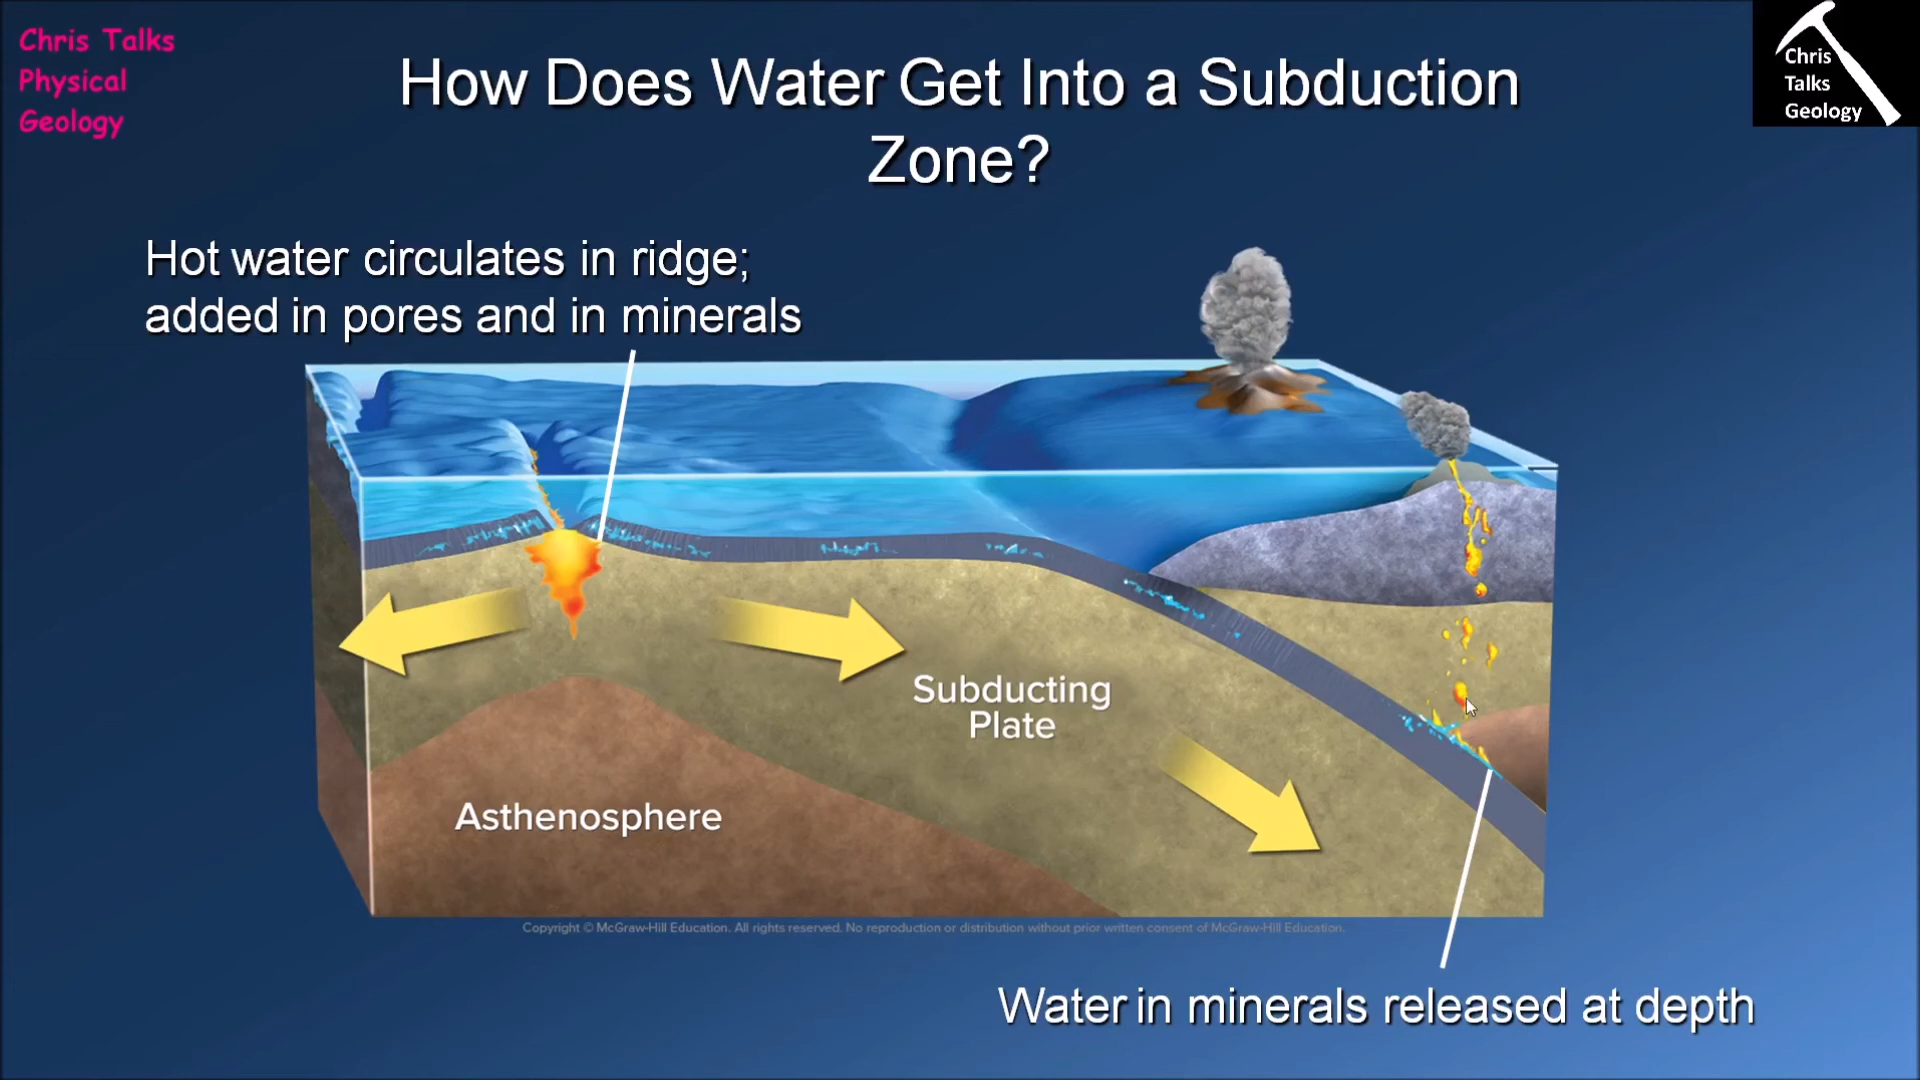 Chris Talks
Physical
Geology
How Does Water Get Into a Subduction
Zone?
Chris
Talks
Geology
Hot water circulates in ridge;
added in pores and in minerals
Subducting
Plate
Asthenosphere
Copyright © McGraw-Hill Education. All rights reserved. No reproduction or distribution without prior written consent of McGraw-Hill Education.
Water in minerals released at depth